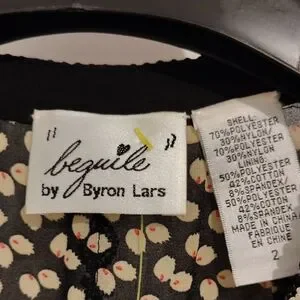 " beguile "
by Byron Lars
SHELL
70%POLYESTER
30%NYLON/
70%POLYESTER
30%NYLON
LINING
50%POLYESTER
42%COTTON
8%SPANDEX/
50%POLYESTER
42%COTTON
8%SPANDEX
MADE IN CHINA
FABRIQUE
EN CHINE
2